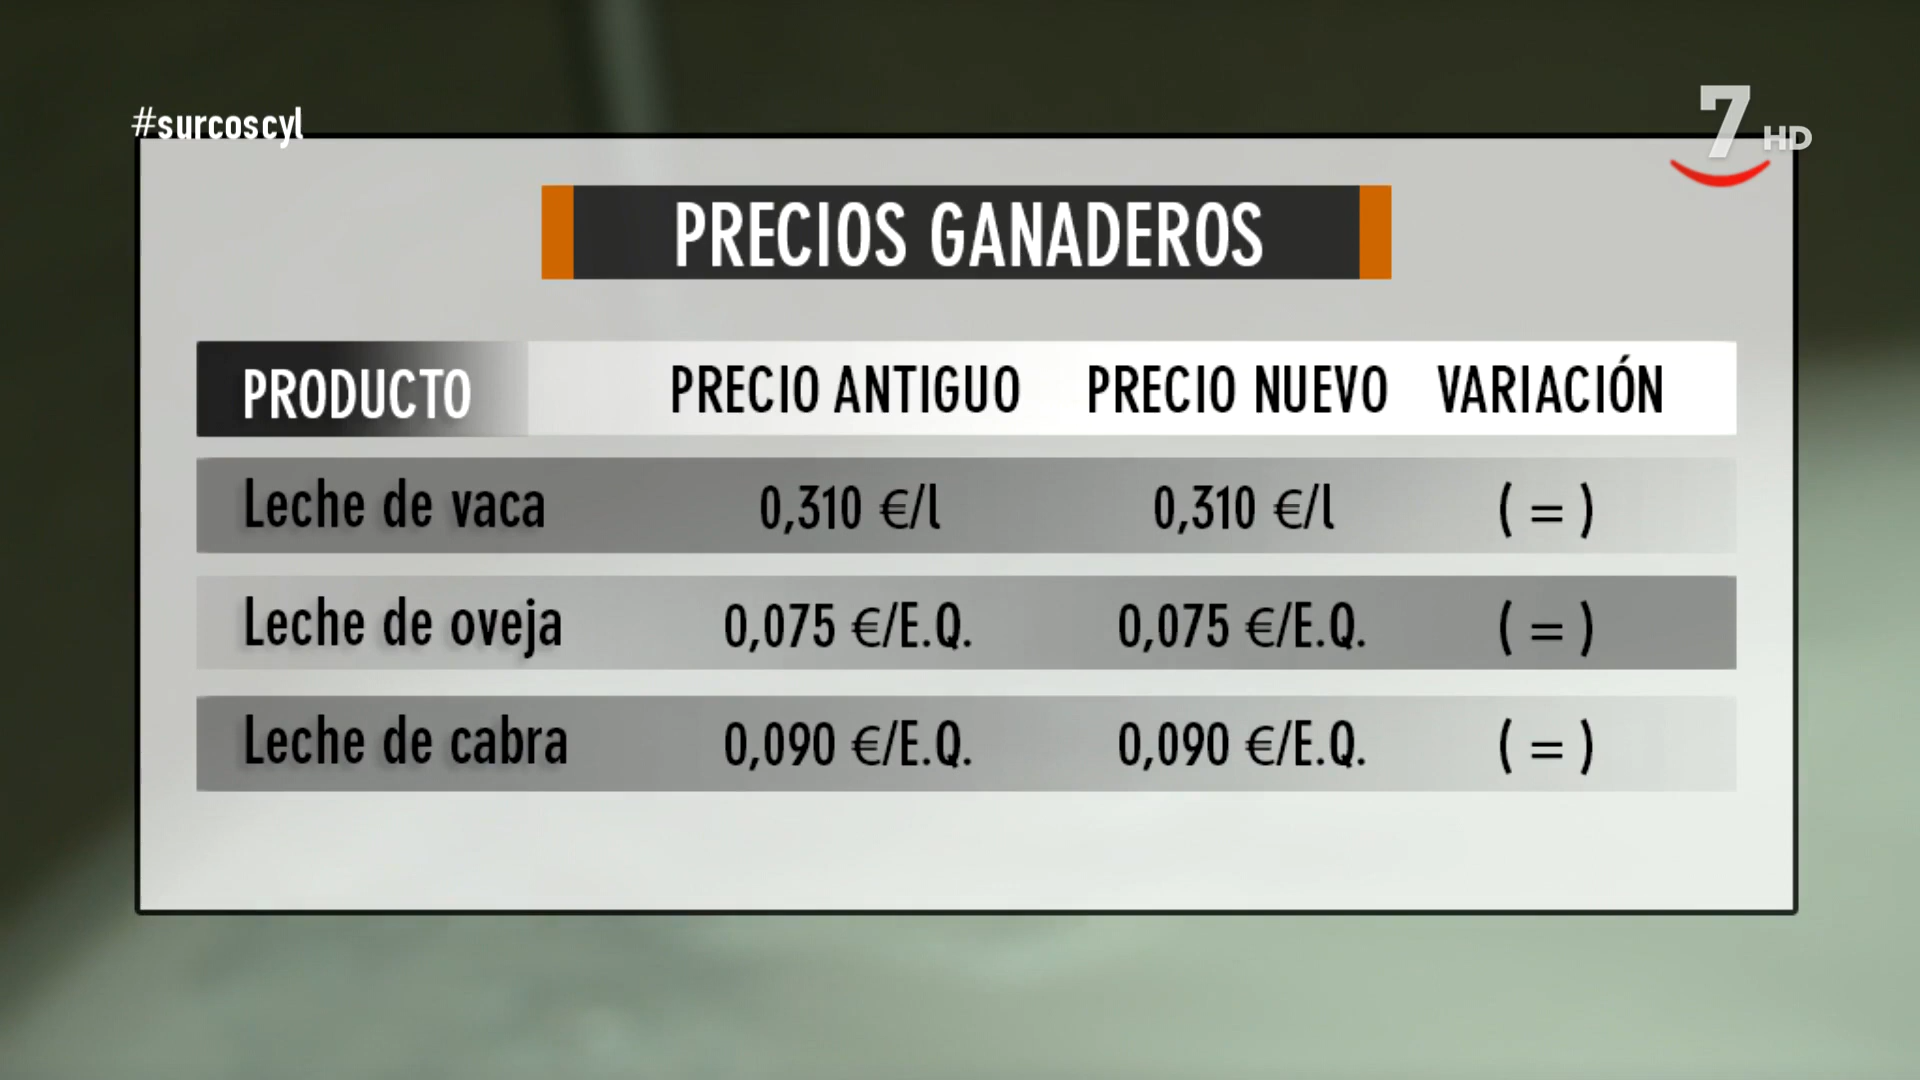 #surcoscyl
7 HD
PRECIOS GANADEROS
PRODUCTO PRECIO ANTIGUO PRECIO NUEVO VARIACIÓN
Leche de vaca 0,310 €/l 0,310 €/l ( = )
Leche de oveja 0,075 €/E.Q. 0,075 €/E.Q. ( = )
Leche de cabra 0,090 €/E.Q. 0,090 €/E.Q. ( = )